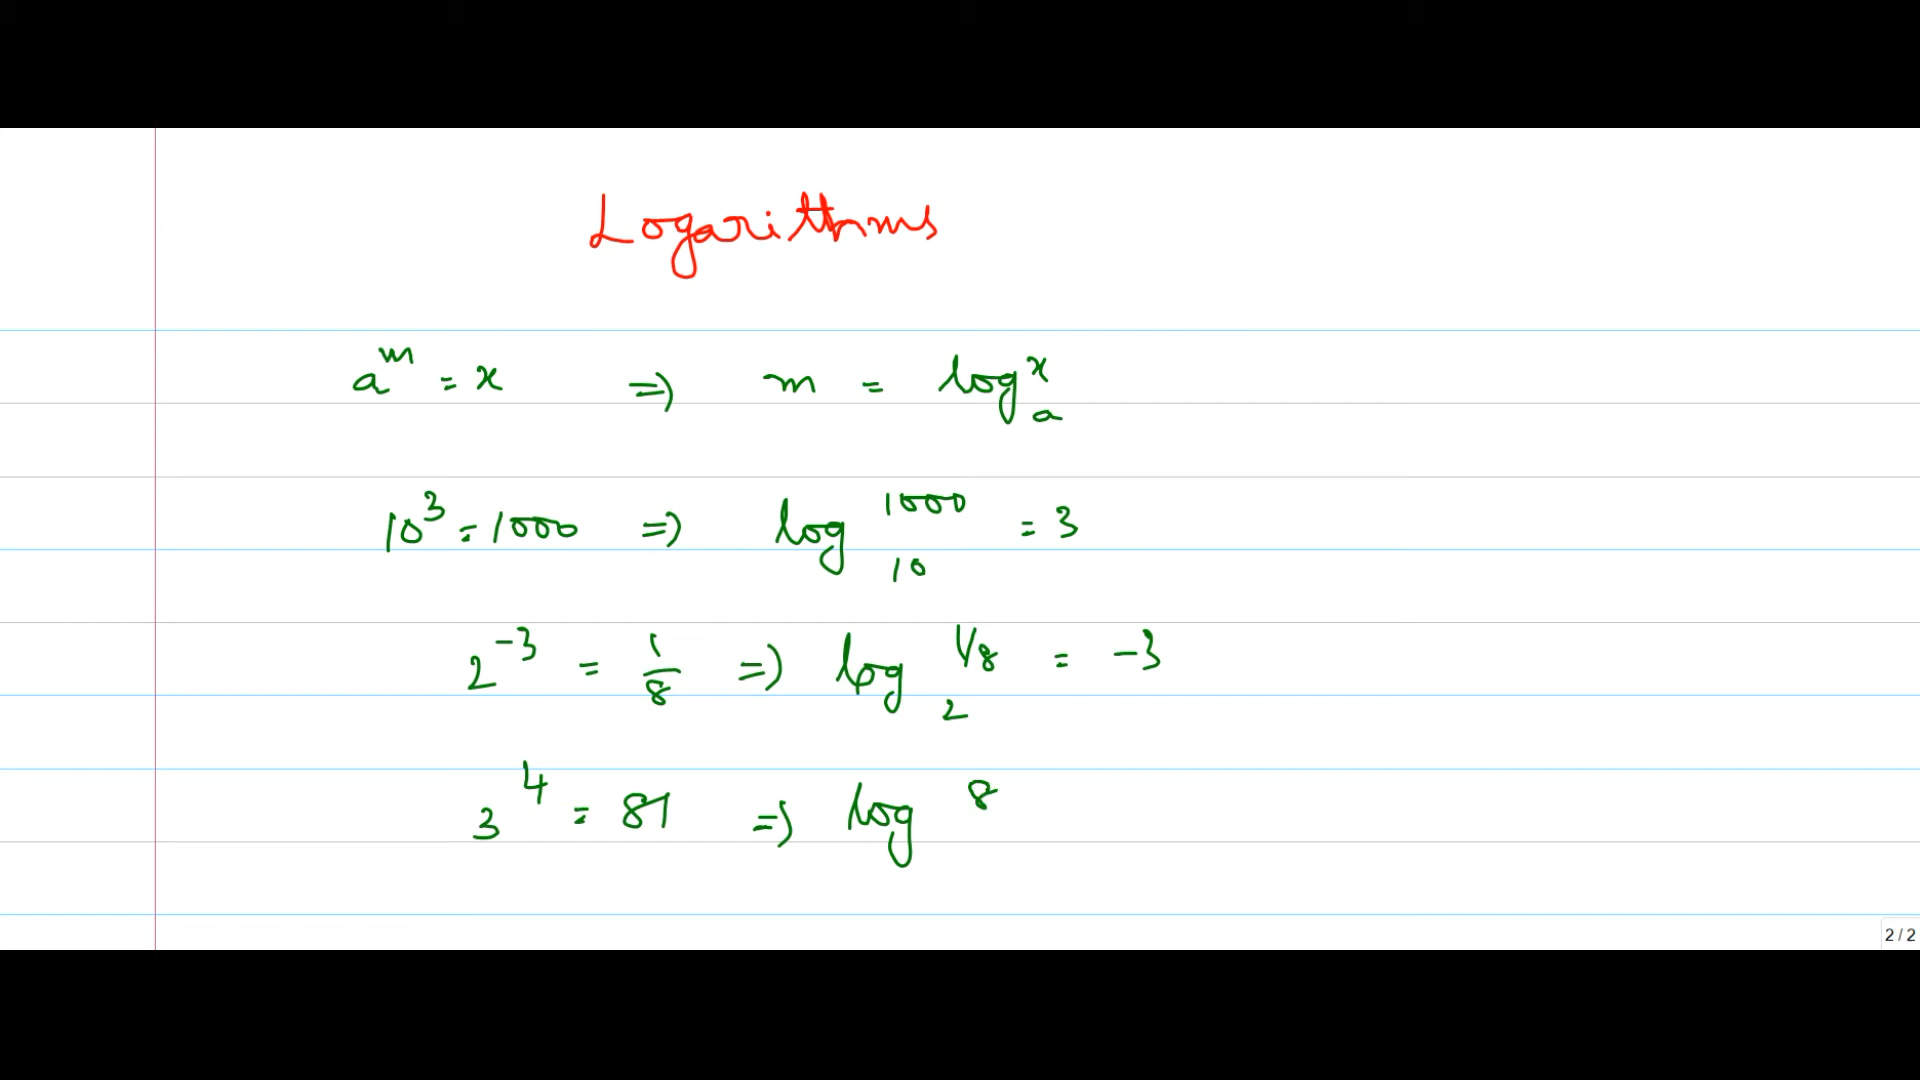 Logarithms
a^m = x => m = log_a^x
10^3 = 1000 => log_10^1000 = 3
2^-3 = 1/8 => log_2^1/8 = -3
3^4 = 81 => log^8
2 / 2